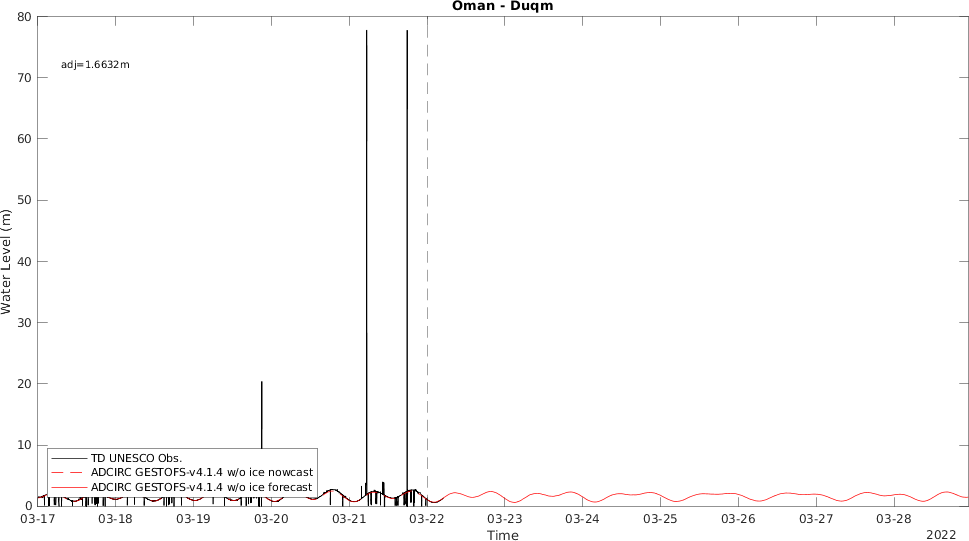 Oman - Duqm
adj=1.6632m
Water Level (m)
80
70
60
50
40
30
20
10
0
TD UNESCO Obs.
ADCIRC GESTOFS-v4.1.4 w/o ice nowcast
ADCIRC GESTOFS-v4.1.4 w/o ice forecast
03-17 03-18 03-19 03-20 03-21 03-22 03-23 03-24 03-25 03-26 03-27 03-28
Time
2022